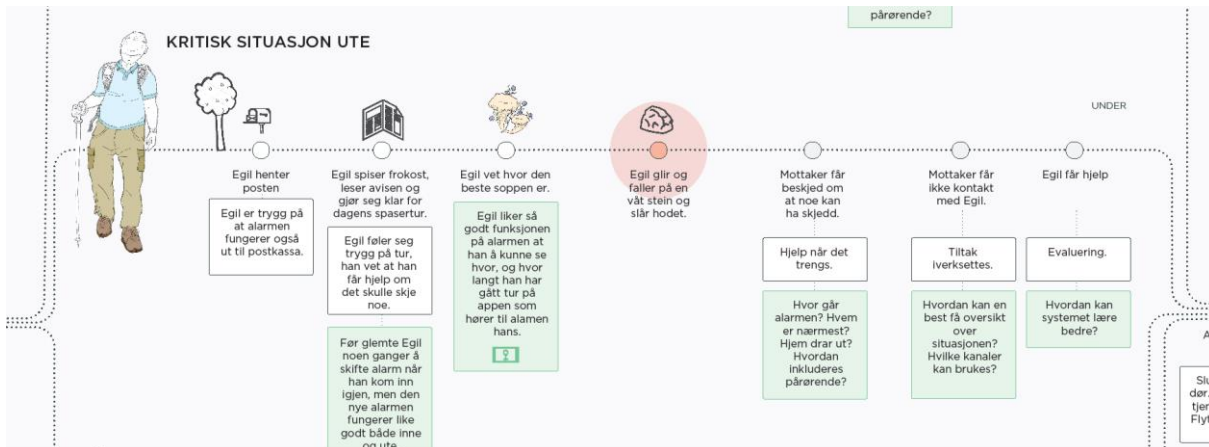 pårørende?
KRITISK SITUASJON UTE
UNDER
Egil henter
posten
Egil er trygg på
at alarmen
fungerer også
ut til postkassa.
Egil spiser frokost,
leser avisen og
gjør seg klar for
dagens spasertur.
Egil føler seg
trygg på tur,
han vet at han
får hjelp om
det skulle skje
noe.
Før glemte Egil
noen ganger å
skifte alarm når
han kom inn
igjen, men den
nye alarmen
fungerer like
godt både inne
og ute
Egil vet hvor den
beste soppen er.
Egil liker så
godt funksjonen
på alarmen at
han å kunne se
hvor, og hvor
langt han har
gått tur på
appen som
hører til alamen
hans.
Egil glir og
faller på en
våt stein og
slår hodet.
Mottaker får
beskjed om
at noe kan
ha skjedd.
Hjelp når det
trengs.
Hvor går
alarmen? Hvem
er nærmest?
Hjem drar ut?
Hvordan
inkluderes
pårørende?
Mottaker får
ikke kontakt
med Egil.
Tiltak
iverksettes.
Hvordan kan en
best få oversikt
over
situasjonen?
Hvilke kanaler
kan brukes?
Egil får hjelp
Evaluering.
Hvordan kan
systemet lære
bedre?